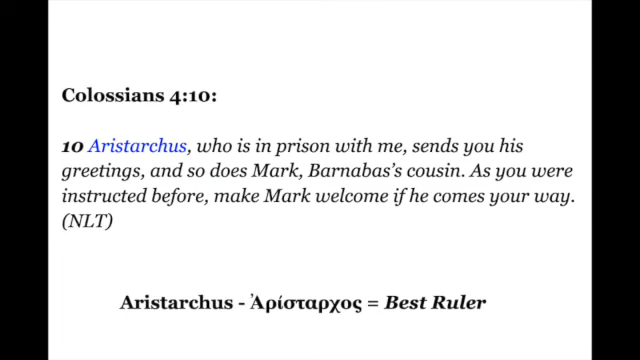 Colossians 4:10:
10 Aristarchus, who is in prison with me, sends you his
greetings, and so does Mark, Barnabas's cousin. As you were
instructed before, make Mark welcome if he comes your way.
(NLT)
Aristarchus - Ἀρίσταρχος = Best Ruler